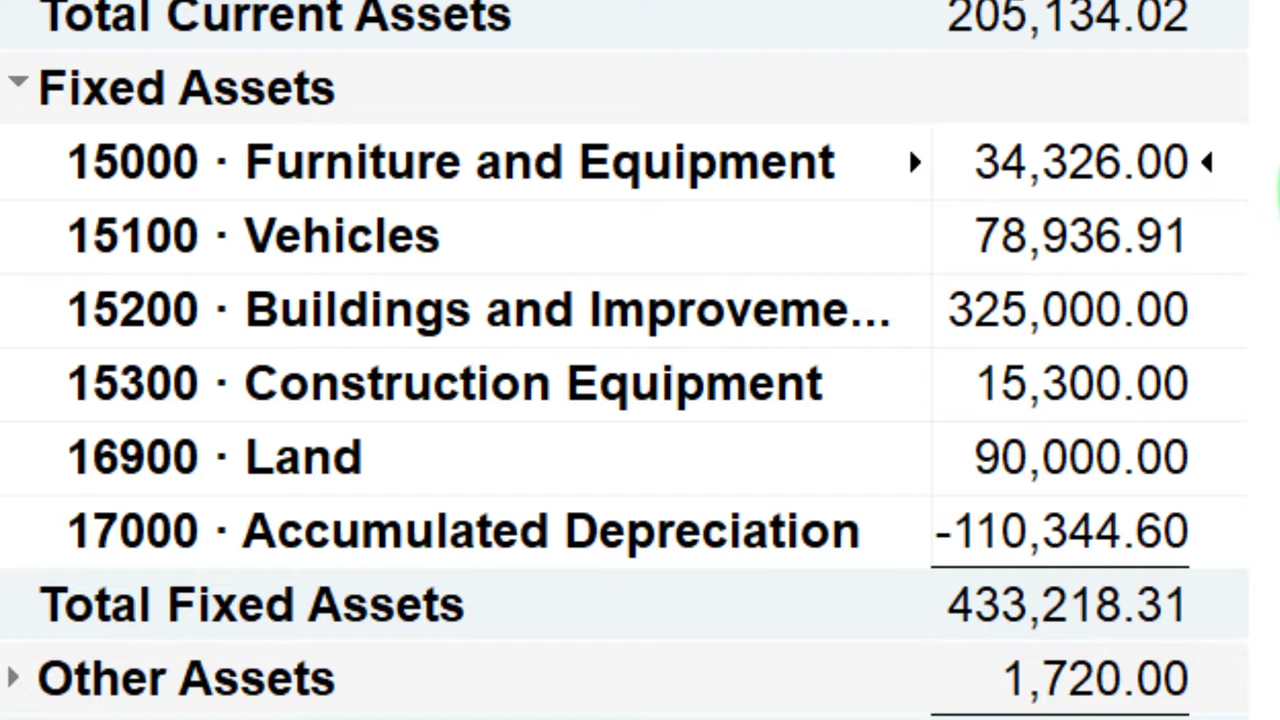 Total Current Assets 205,134.02
Fixed Assets
15000 · Furniture and Equipment 34,326.00
15100 · Vehicles 78,936.91
15200 · Buildings and Improveme... 325,000.00
15300 · Construction Equipment 15,300.00
16900 · Land 90,000.00
17000 · Accumulated Depreciation -110,344.60
Total Fixed Assets 433,218.31
Other Assets 1,720.00